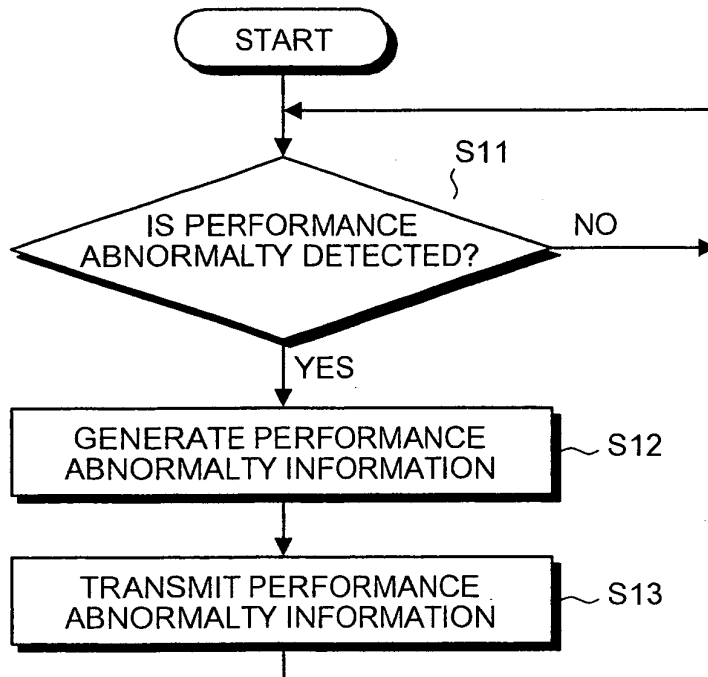 START
S11
IS PERFORMANCE
ABNORMALTY DETECTED?
NO
YES
GENERATE PERFORMANCE
ABNORMALTY INFORMATION
S12
TRANSMIT PERFORMANCE
ABNORMALTY INFORMATION
S13